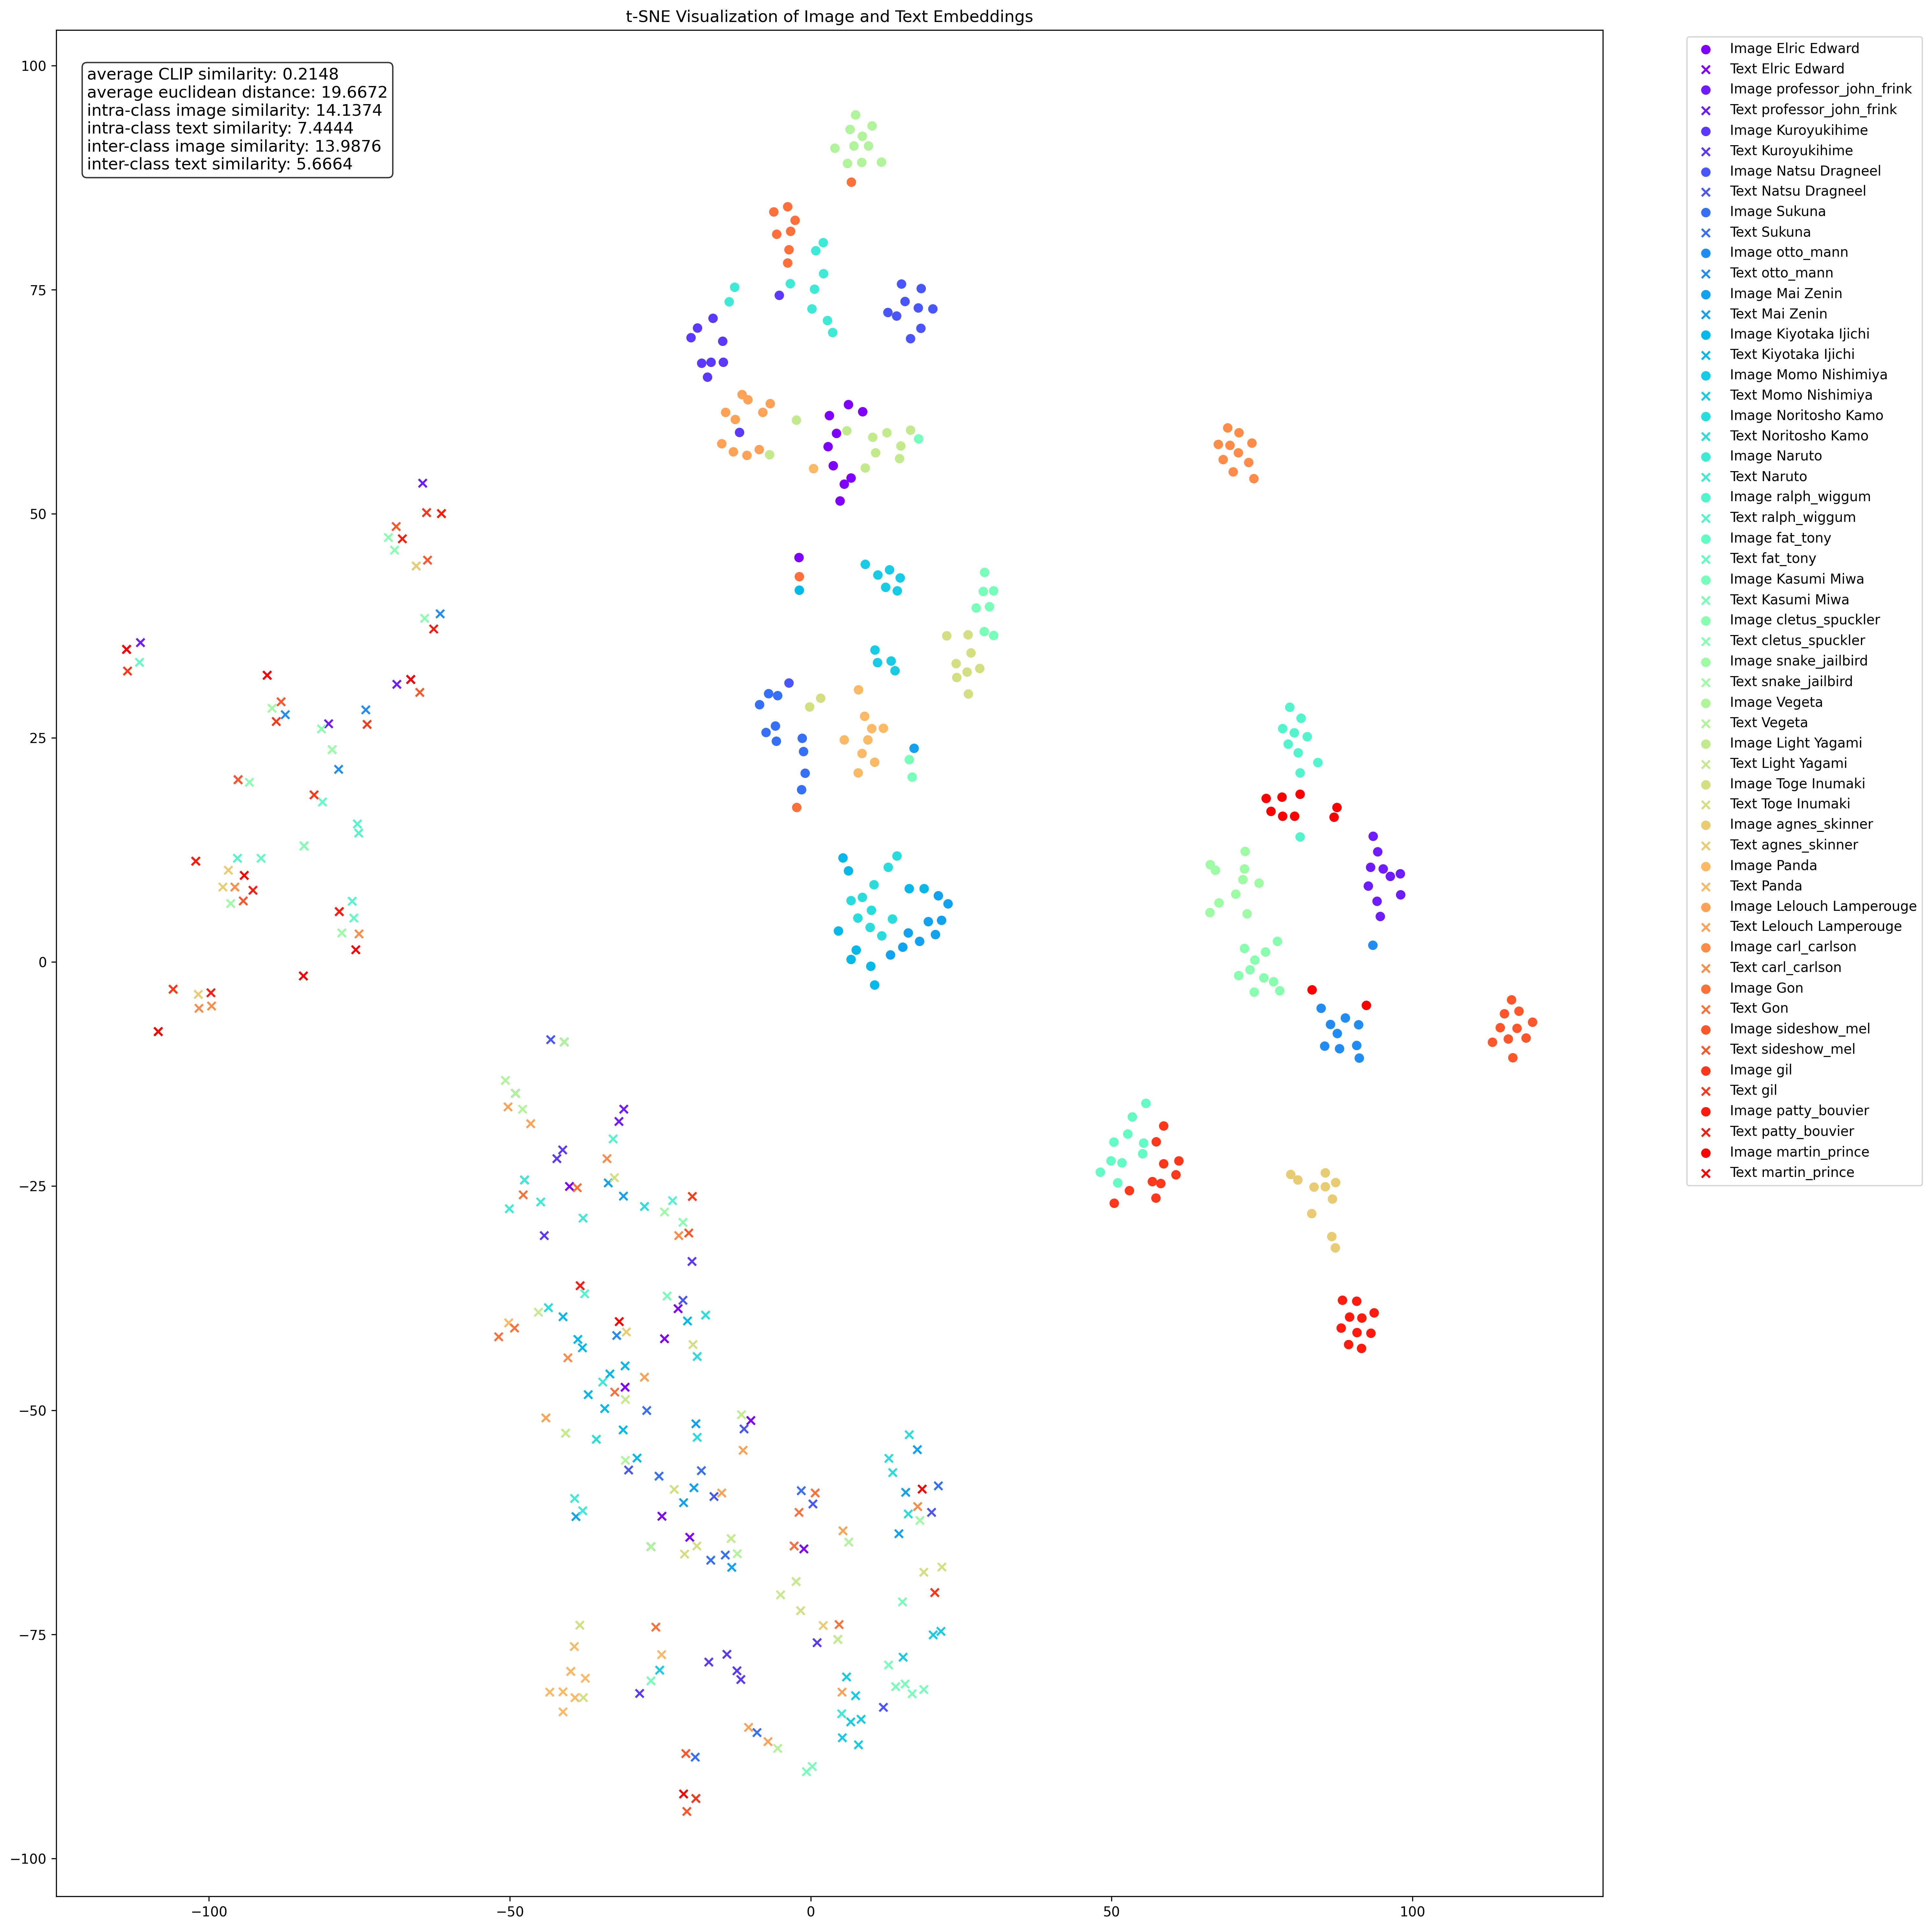 t-SNE Visualization of Image and Text Embeddings
average CLIP similarity: 0.2148
average euclidean distance: 19.6672
intra-class image similarity: 14.1374
intra-class text similarity: 7.4444
inter-class image similarity: 13.9876
inter-class text similarity: 5.6664
100
75
50
25
0
−25
−50
−75
−100
−100
−50
0
50
100
Image Elric Edward
Text Elric Edward
Image professor_john_frink
Text professor_john_frink
Image Kuroyukihime
Text Kuroyukihime
Image Natsu Dragneel
Text Natsu Dragneel
Image Sukuna
Text Sukuna
Image otto_mann
Text otto_mann
Image Mai Zenin
Text Mai Zenin
Image Kiyotaka Ijichi
Text Kiyotaka Ijichi
Image Momo Nishimiya
Text Momo Nishimiya
Image Noritosho Kamo
Text Noritosho Kamo
Image Naruto
Text Naruto
Image ralph_wiggum
Text ralph_wiggum
Image fat_tony
Text fat_tony
Image Kasumi Miwa
Text Kasumi Miwa
Image cletus_spuckler
Text cletus_spuckler
Image snake_jailbird
Text snake_jailbird
Image Vegeta
Text Vegeta
Image Light Yagami
Text Light Yagami
Image Toge Inumaki
Text Toge Inumaki
Image agnes_skinner
Text agnes_skinner
Image Panda
Text Panda
Image Lelouch Lamperouge
Text Lelouch Lamperouge
Image carl_carlson
Text carl_carlson
Image Gon
Text Gon
Image sideshow_mel
Text sideshow_mel
Image gil
Text gil
Image patty_bouvier
Text patty_bouvier
Image martin_prince
Text martin_prince